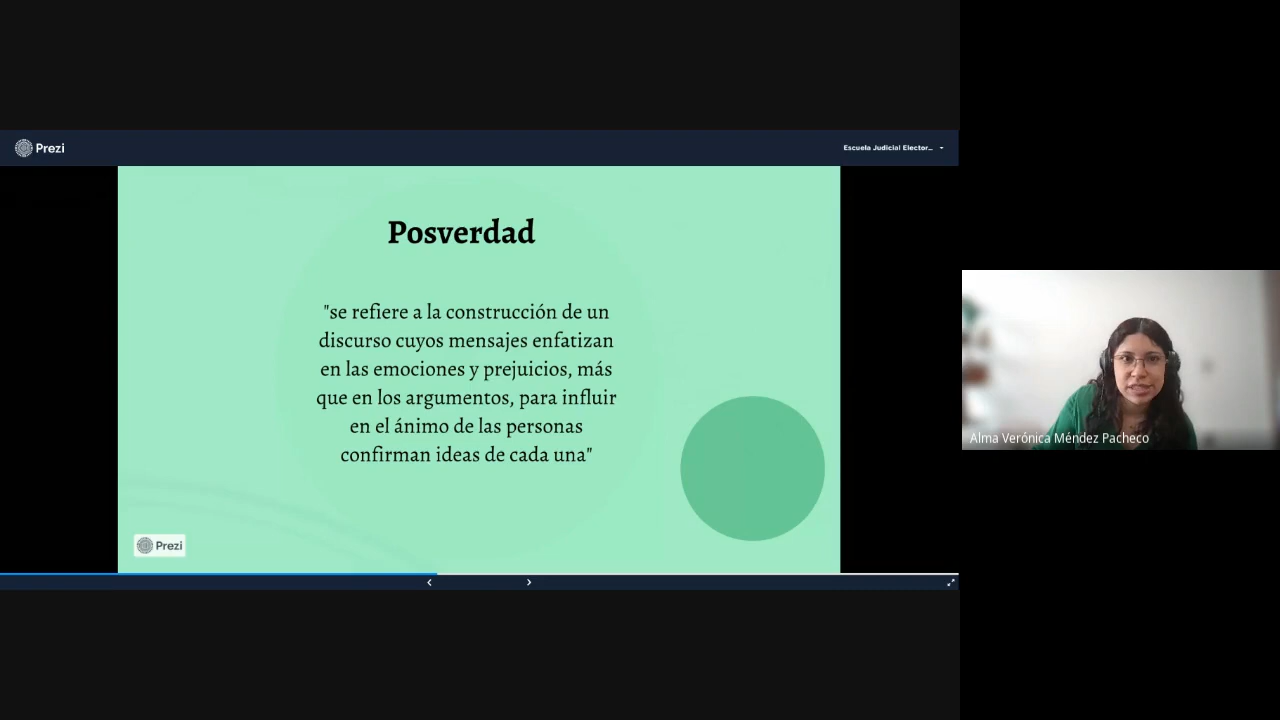 Prezi
Escuela Judicial Elector...
Posverdad
"se refiere a la construcción de un
discurso cuyos mensajes enfatizan
en las emociones y prejuicios, más
que en los argumentos, para influir
en el ánimo de las personas
confirman ideas de cada una"
Alma Verónica Méndez Pacheco
Prezi